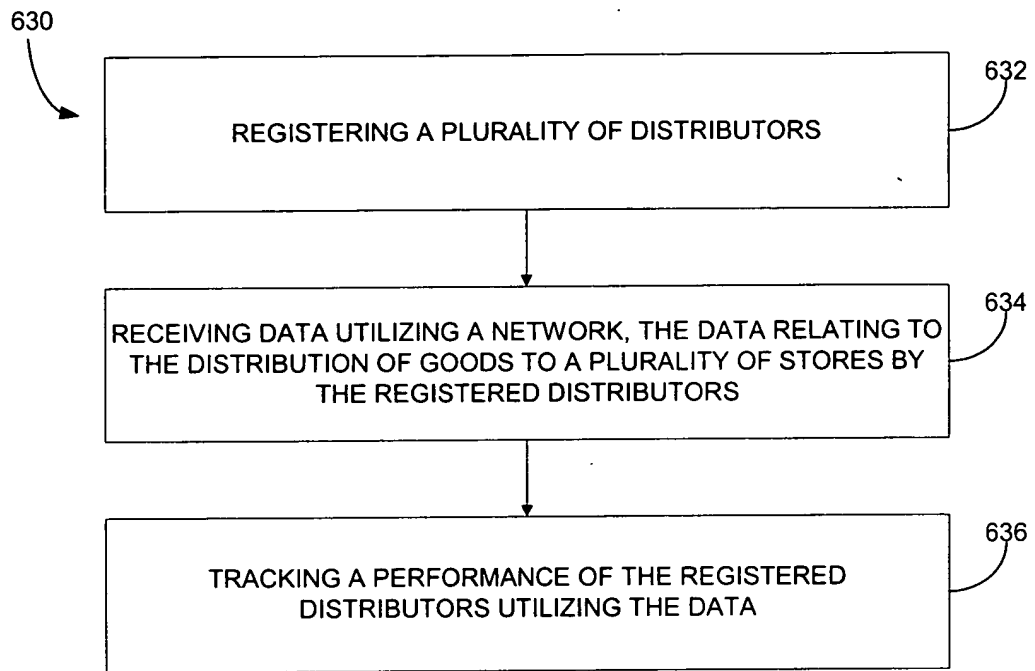 630
632
REGISTERING A PLURALITY OF DISTRIBUTORS
634
RECEIVING DATA UTILIZING A NETWORK, THE DATA RELATING TO
THE DISTRIBUTION OF GOODS TO A PLURALITY OF STORES BY
THE REGISTERED DISTRIBUTORS
636
TRACKING A PERFORMANCE OF THE REGISTERED
DISTRIBUTORS UTILIZING THE DATA